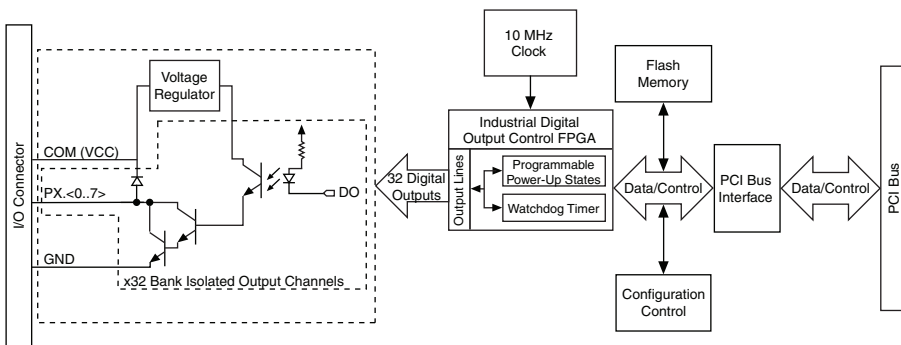 I/O Connector
Voltage
Regulator
COM (VCC)
PX.<0..7>
GND
DO
x32 Bank Isolated Output Channels
32 Digital
Outputs
10 MHz
Clock
Industrial Digital
Output Control FPGA
Output Lines
Programmable
Power-Up States
Watchdog Timer
Flash
Memory
Data/Control
Configuration
Control
PCI Bus
Interface
Data/Control
PCI Bus